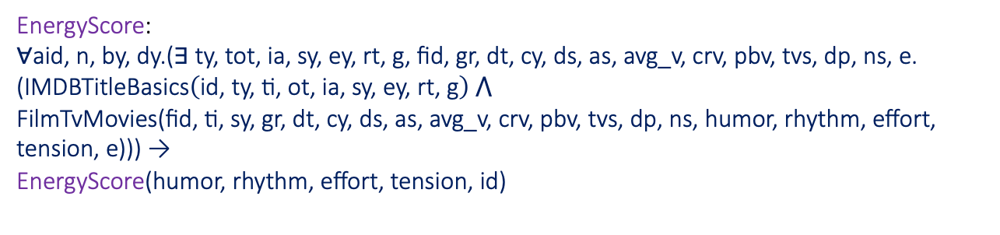 EnergyScore:
∀aid, n, by, dy.(∃ ty, tot, ia, sy, ey, rt, g, fid, gr, dt, cy, ds, as, avg_v, crv, pbv, tvs, dp, ns, e.
(IMDBTitleBasics(id, ty, ti, ot, ia, sy, ey, rt, g) Λ
FilmTvMovies(fid, ti, sy, gr, dt, cy, ds, as, avg_v, crv, pbv, tvs, dp, ns, humor, rhythm, effort,
tension, e))) →
EnergyScore(humor, rhythm, effort, tension, id)